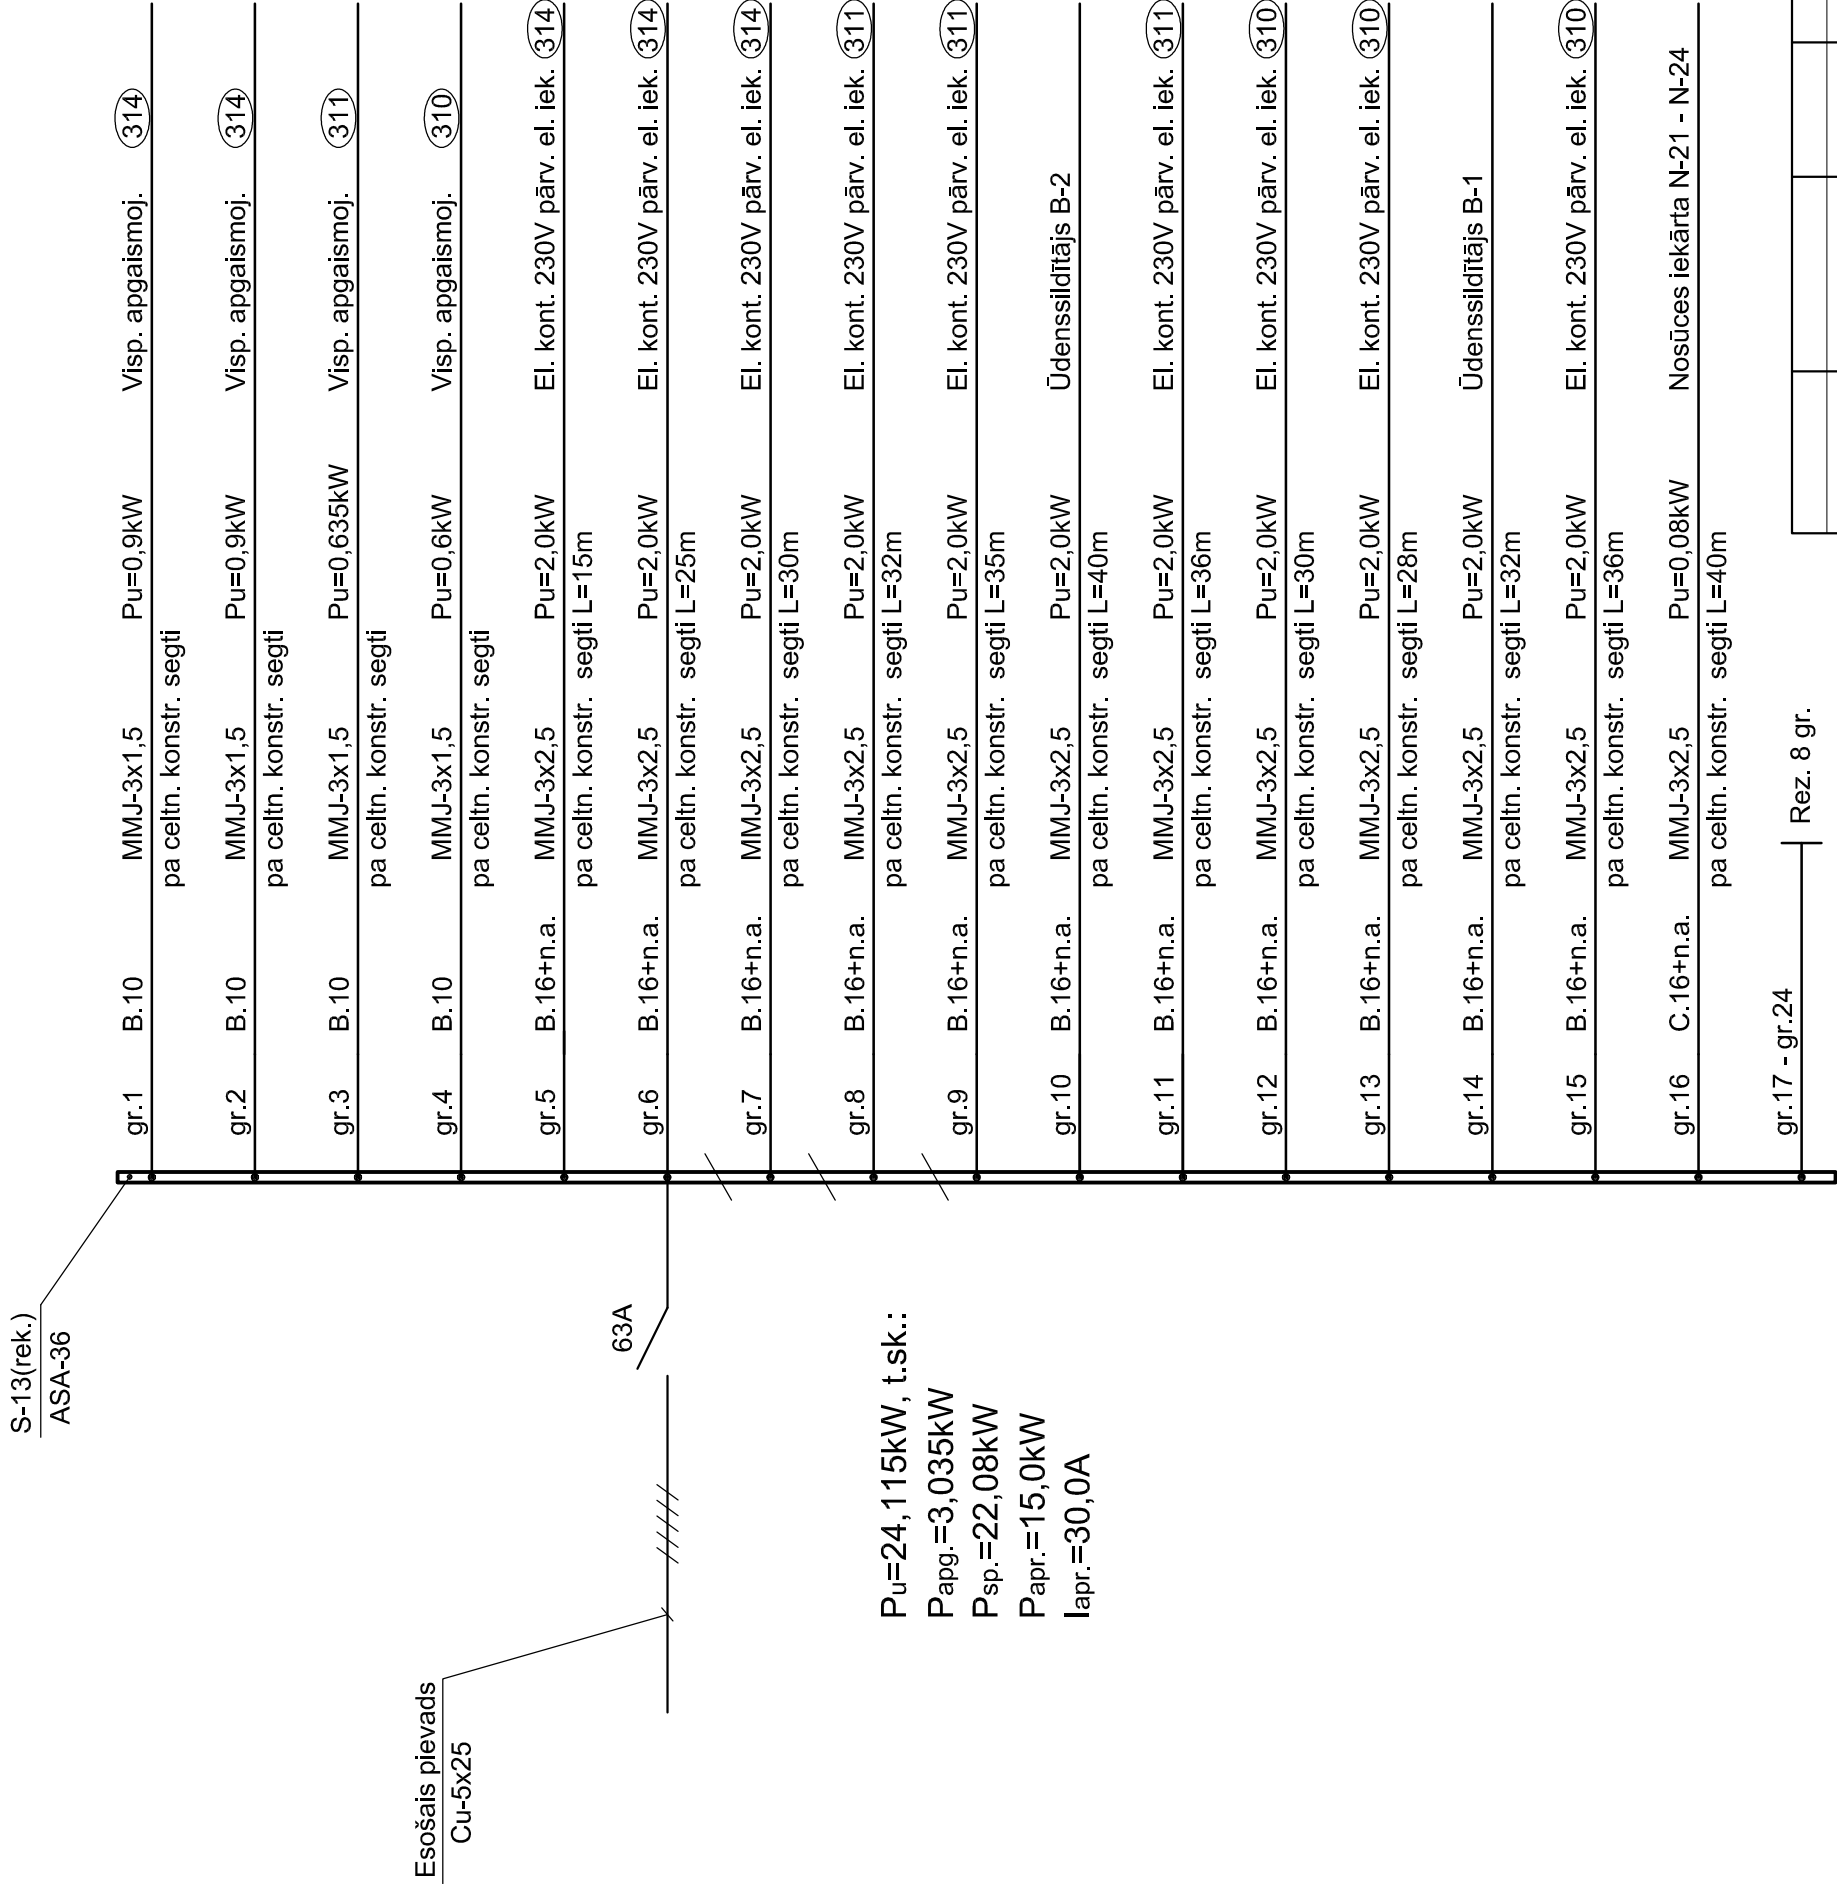 S-13(rek.)
ASA-36
Esošais pievads
Cu-5x25
63A
Pu=24,115kW, t.sk.:
Papg.=3,035kW
Psp.=22,08kW
Papr.=15,0kW
Iapr.=30,0A
gr.1 B.10 MMJ-3x1,5 Pu=0,9kW Visp. apgaismoj. 314
pa celtn. konstr. segti
gr.2 B.10 MMJ-3x1,5 Pu=0,9kW Visp. apgaismoj. 314
pa celtn. konstr. segti
gr.3 B.10 MMJ-3x1,5 Pu=0,635kW Visp. apgaismoj. 311
pa celtn. konstr. segti
gr.4 B.10 MMJ-3x1,5 Pu=0,6kW Visp. apgaismoj. 310
pa celtn. konstr. segti
gr.5 B.16+n.a. MMJ-3x2,5 Pu=2,0kW El. kont. 230V pārv. el. iek. 314
pa celtn. konstr. segti L=15m
gr.6 B.16+n.a. MMJ-3x2,5 Pu=2,0kW El. kont. 230V pārv. el. iek. 314
pa celtn. konstr. segti L=25m
gr.7 B.16+n.a. MMJ-3x2,5 Pu=2,0kW El. kont. 230V pārv. el. iek. 314
pa celtn. konstr. segti L=30m
gr.8 B.16+n.a. MMJ-3x2,5 Pu=2,0kW El. kont. 230V pārv. el. iek. 311
pa celtn. konstr. segti L=32m
gr.9 B.16+n.a. MMJ-3x2,5 Pu=2,0kW El. kont. 230V pārv. el. iek. 311
pa celtn. konstr. segti L=35m
gr.10 B.16+n.a. MMJ-3x2,5 Pu=2,0kW Ūdenssildītājs B-2
pa celtn. konstr. segti L=40m
gr.11 B.16+n.a. MMJ-3x2,5 Pu=2,0kW El. kont. 230V pārv. el. iek. 311
pa celtn. konstr. segti L=36m
gr.12 B.16+n.a. MMJ-3x2,5 Pu=2,0kW El. kont. 230V pārv. el. iek. 310
pa celtn. konstr. segti L=30m
gr.13 B.16+n.a. MMJ-3x2,5 Pu=2,0kW El. kont. 230V pārv. el. iek. 310
pa celtn. konstr. segti L=28m
gr.14 B.16+n.a. MMJ-3x2,5 Pu=2,0kW Ūdenssildītājs B-1
pa celtn. konstr. segti L=32m
gr.15 B.16+n.a. MMJ-3x2,5 Pu=2,0kW El. kont. 230V pārv. el. iek. 310
pa celtn. konstr. segti L=36m
gr.16 C.16+n.a. MMJ-3x2,5 Pu=0,08kW Nosūces iekārta N-21 - N-24
pa celtn. konstr. segti L=40m
gr.17 - gr.24 Rez. 8 gr.